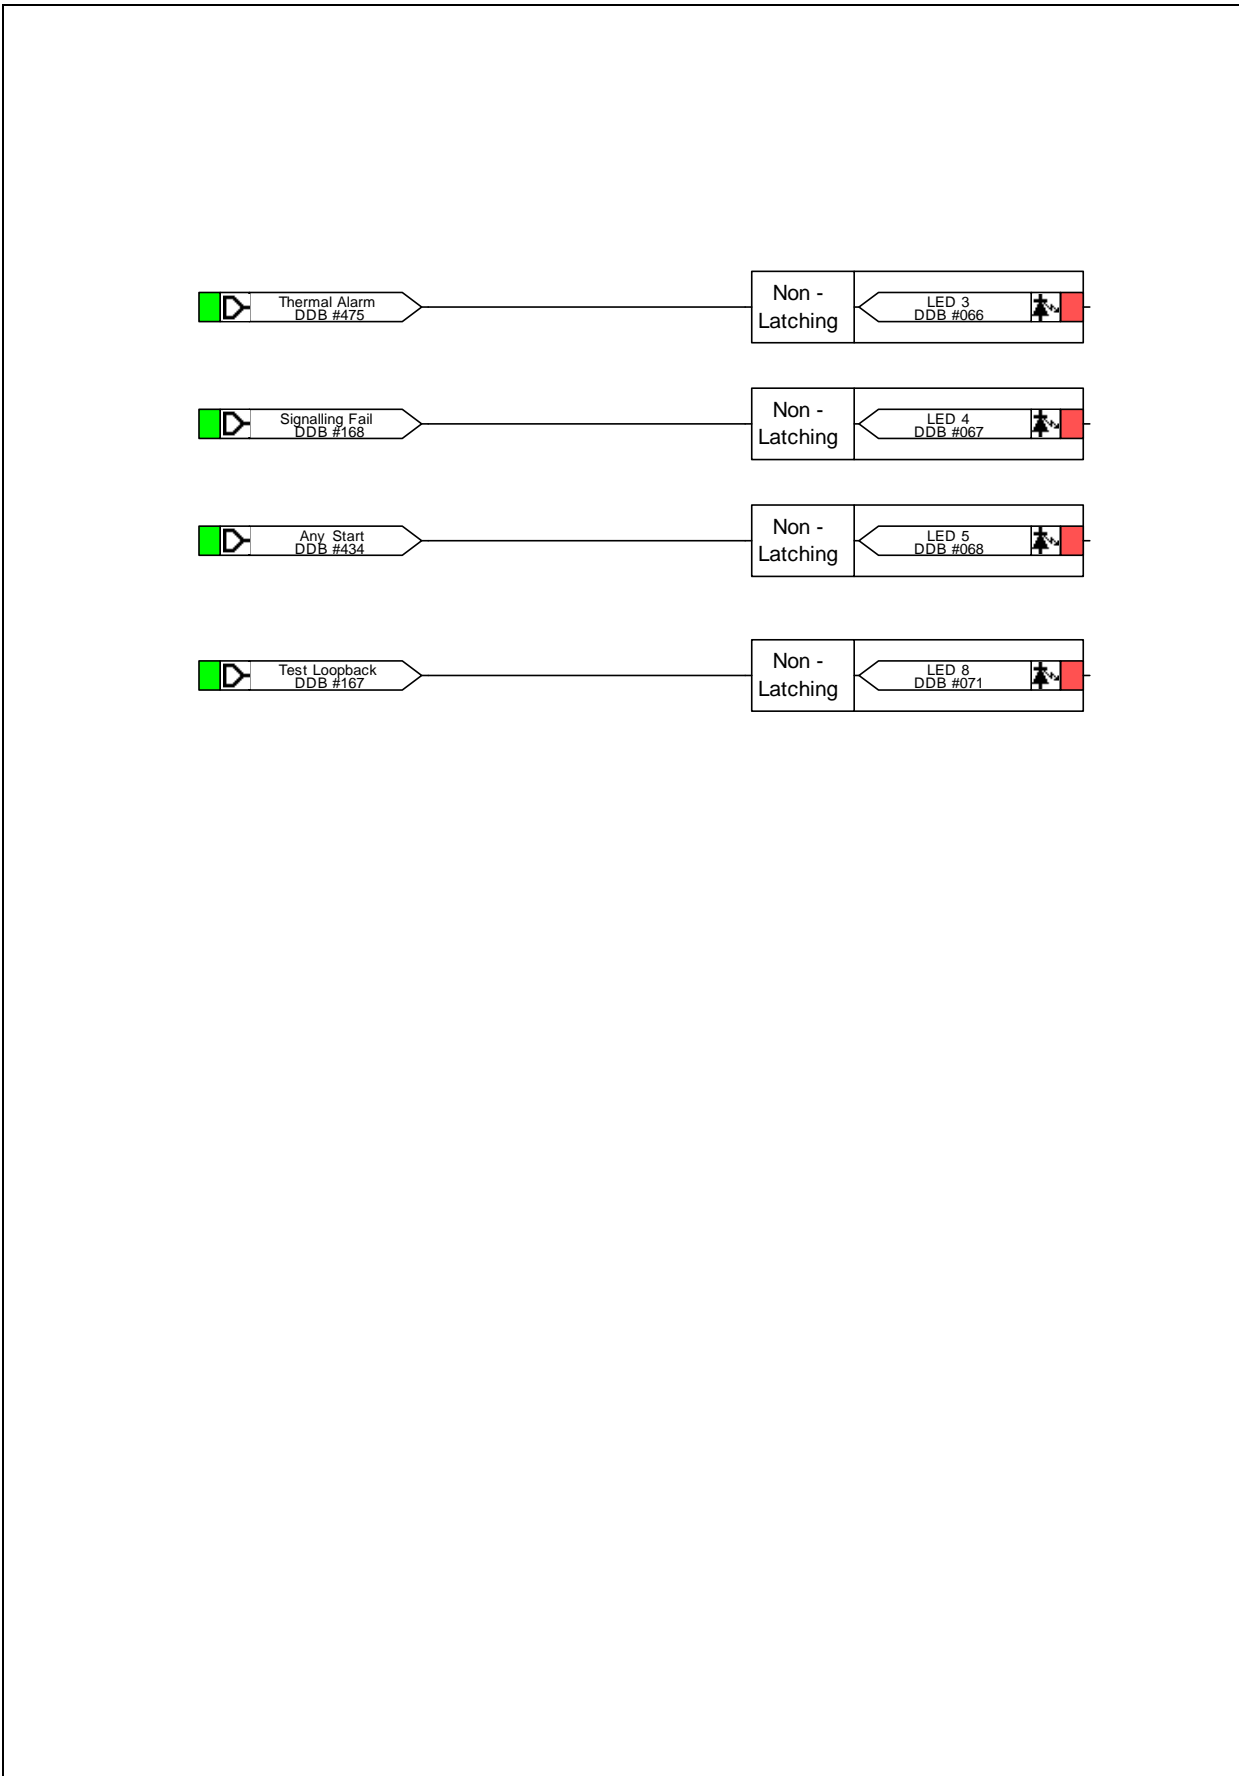 Thermal Alarm
DDB #475
Non -
Latching
LED 3
DDB #066
Signalling Fail
DDB #168
Non -
Latching
LED 4
DDB #067
Any Start
DDB #434
Non -
Latching
LED 5
DDB #068
Test Loopback
DDB #167
Non -
Latching
LED 8
DDB #071